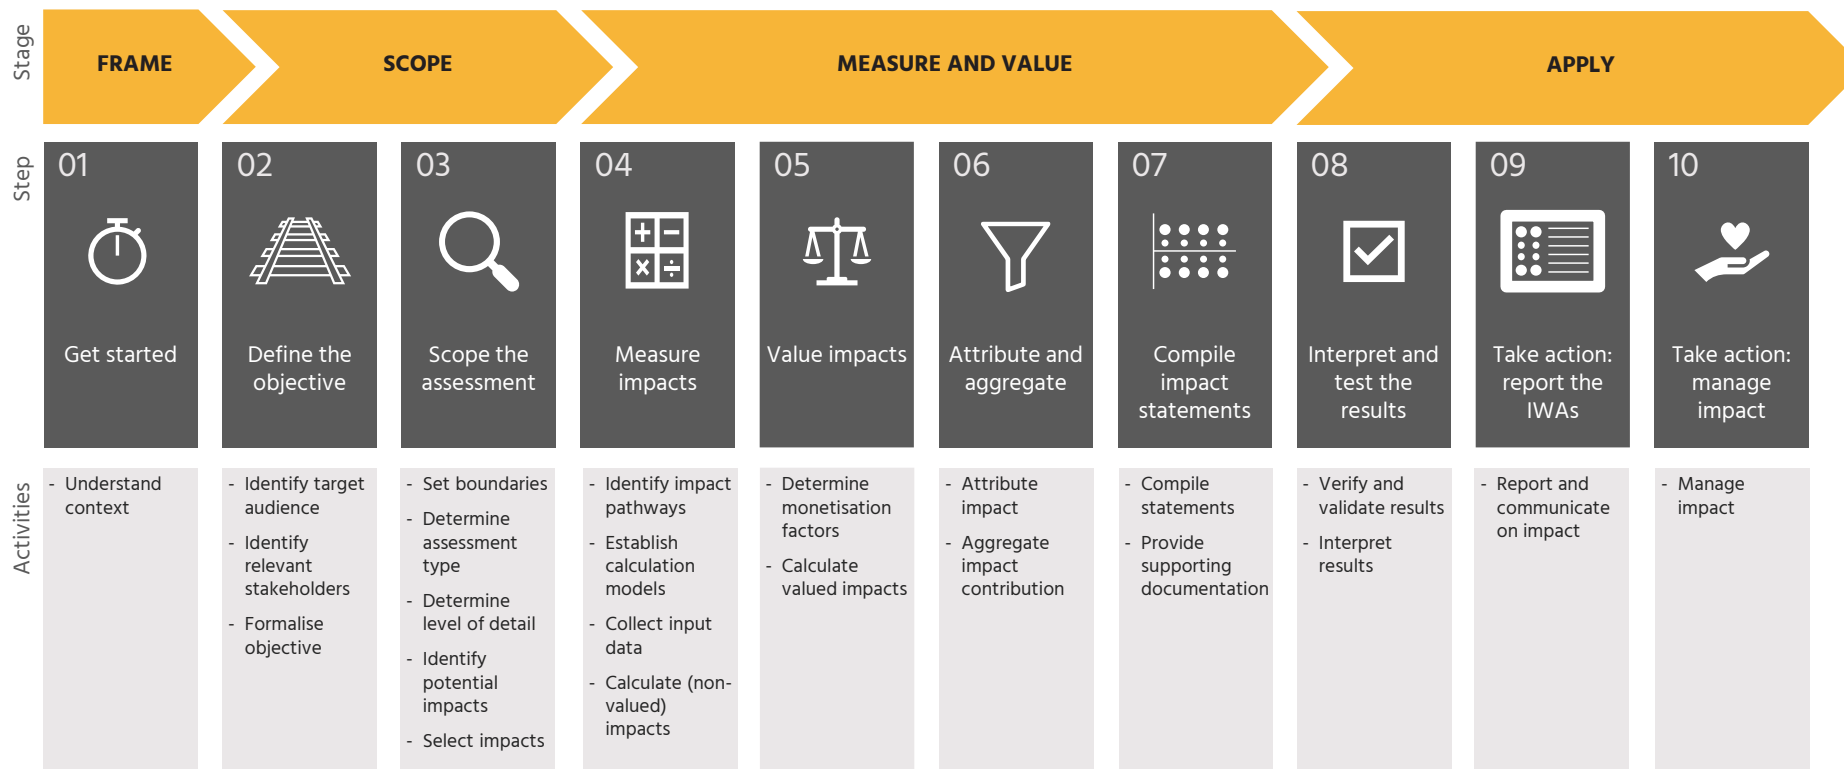 Stage
FRAME
SCOPE
MEASURE AND VALUE
APPLY
Step
01
Get started
02
Define the
objective
03
Scope the
assessment
04
Measure
impacts
05
Value impacts
06
Attribute and
aggregate
07
Compile
impact
statements
08
Interpret and
test the
results
09
Take action:
report the
IWAs
10
Take action:
manage
impact
Activities
- Understand
context
- Identify target
audience
- Identify
relevant
stakeholders
- Formalise
objective
- Set boundaries
- Determine
assessment
type
- Determine
level of detail
- Identify
potential
impacts
- Select impacts
- Identify impact
pathways
- Establish
calculation
models
- Collect input
data
- Calculate (non-
valued)
impacts
- Determine
monetisation
factors
- Calculate
valued impacts
- Attribute
impact
- Aggregate
impact
contribution
- Compile
statements
- Provide
supporting
documentation
- Verify and
validate results
- Interpret
results
- Report and
communicate
on impact
- Manage
impact